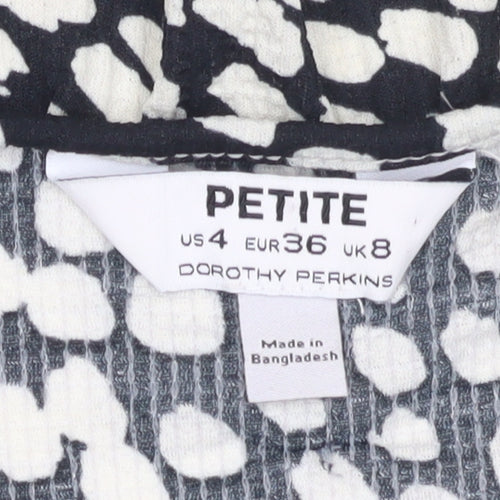 PETITE
US 4 EUR 36 UK 8
DOROTHY PERKINS
Made in
Bangladesh